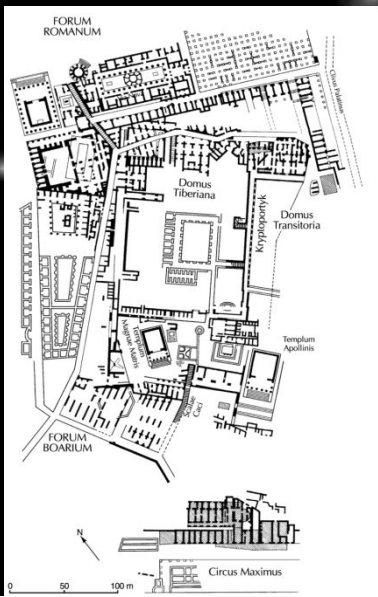 FORUM
ROMANUM
Clivus Palatinus
Domus
Tiberiana
Kryptoportyk
Domus
Transitoria
Templum
Magnae Matris
Templum
Apollinis
Scalae
Caci
FORUM
BOARIUM
N
Circus Maximus
0 50 100 m